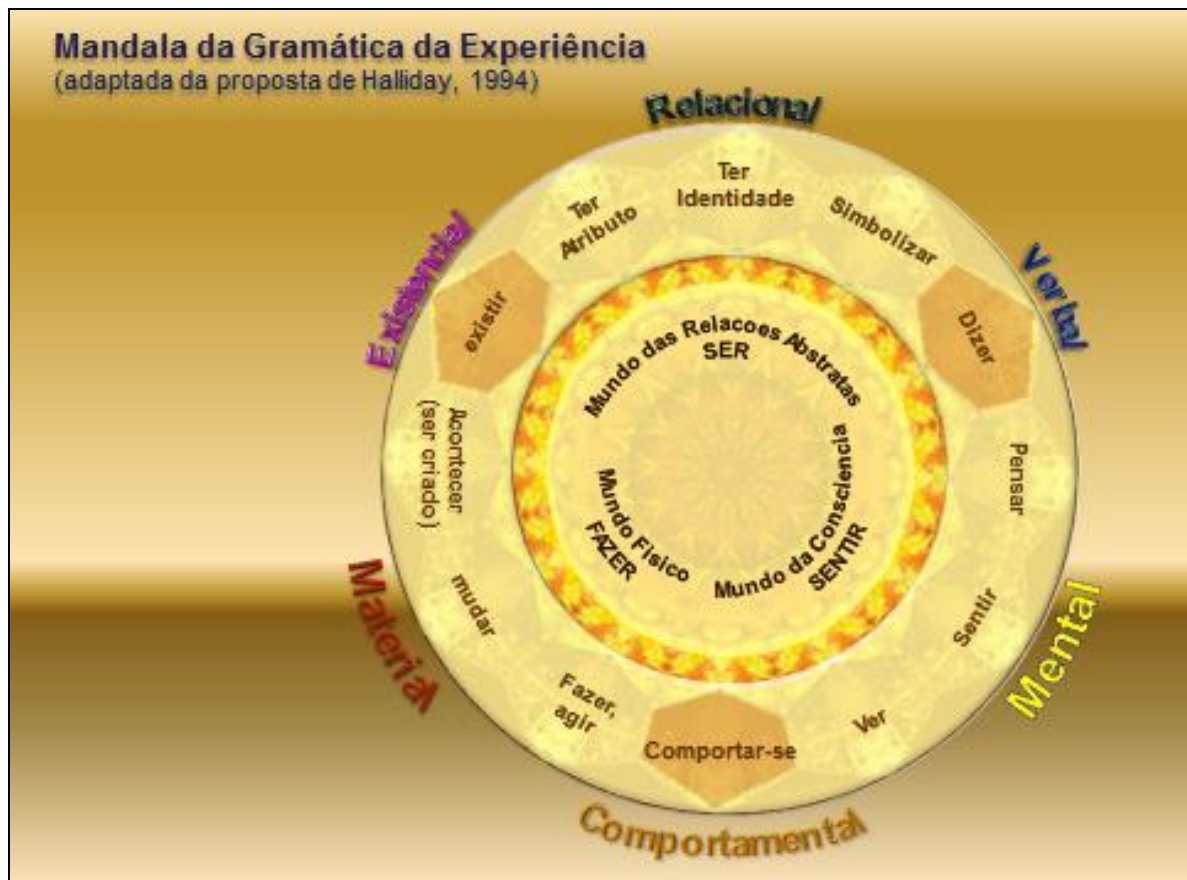 Mandala da Gramática da Experiência
(adaptada da proposta de Halliday, 1994)
Relacional
Ter
Identidade
Simbolizar
Verbal
Dizer
Pensar
Mental
Sentir
Ver
Comportamental
Comportar-se
Fazer,
agir
Material
mudar
Acontecer
(ser criado)
Existencial
existir
Ter
Atributo
Mundo das Relacoes Abstratas
SER
Mundo da Consciencia
SENTIR
Mundo Fisico
FAZER